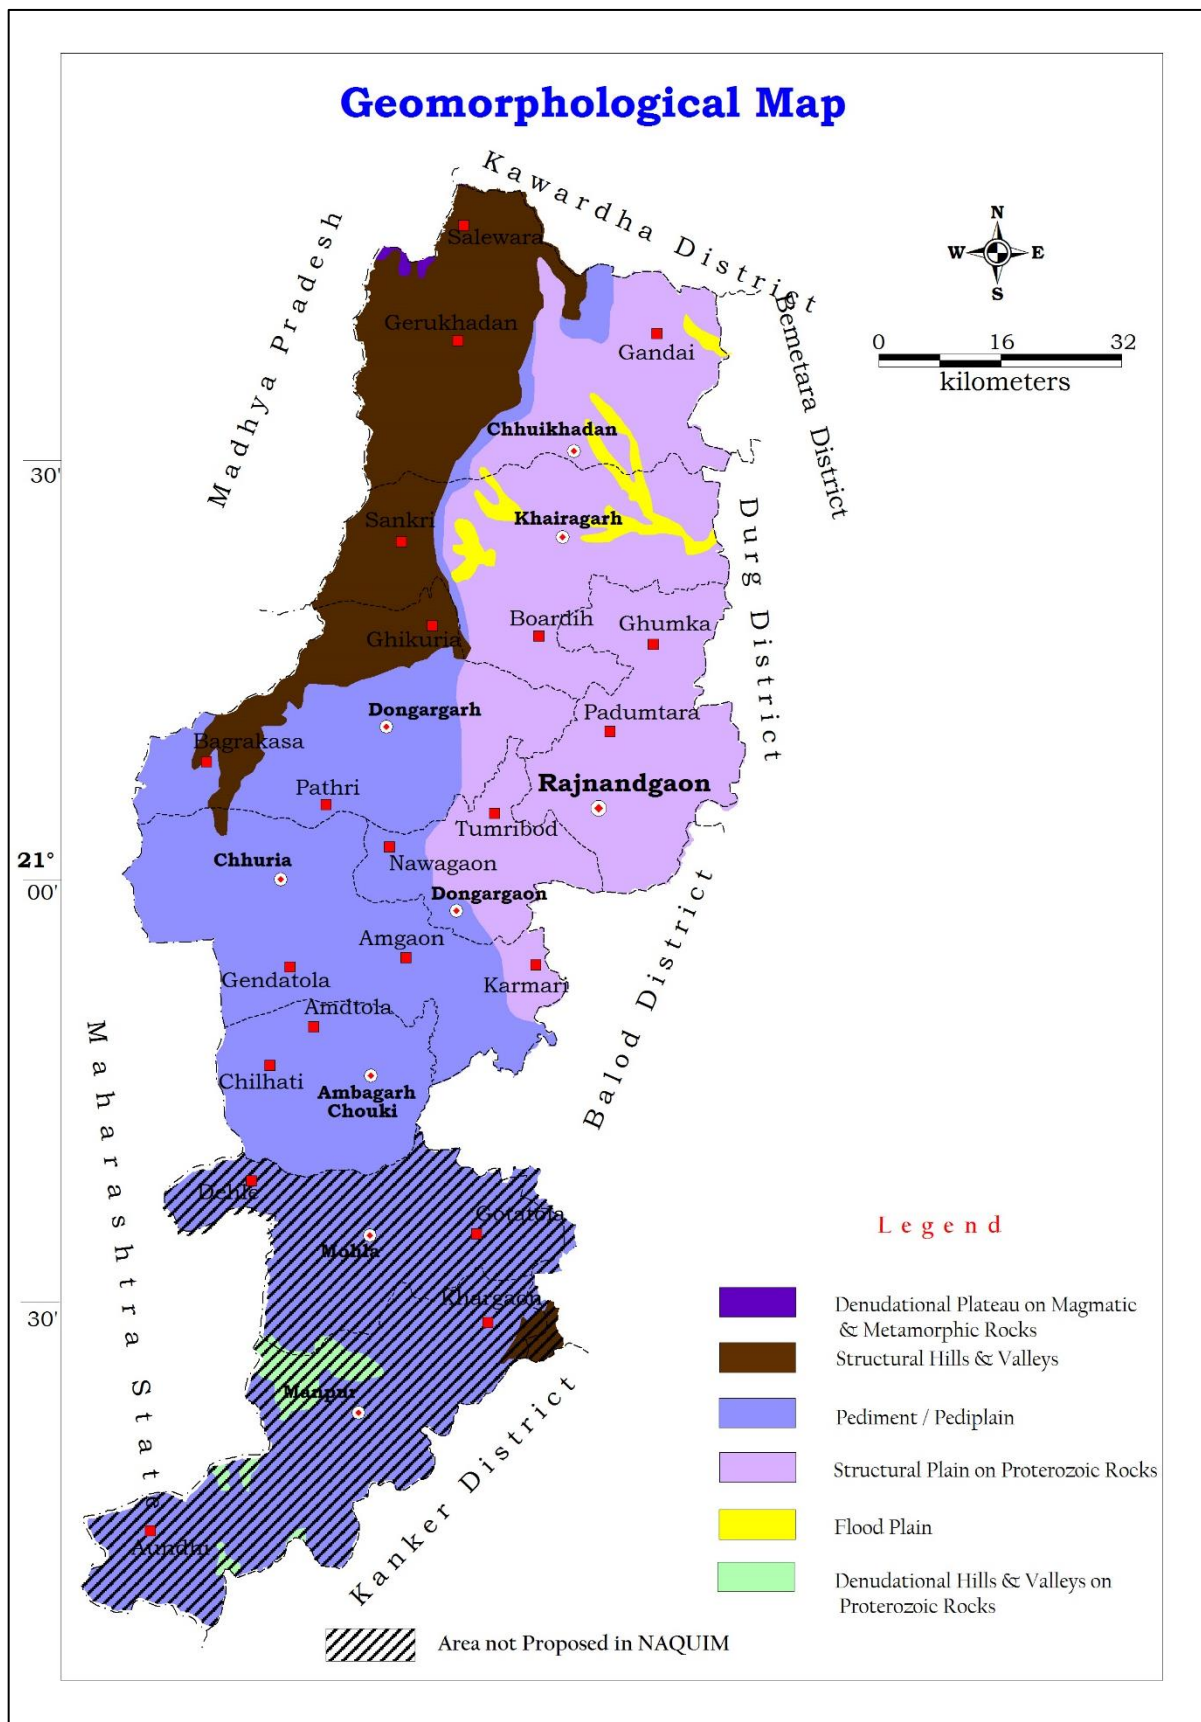 Geomorphological Map
Kawardha District
Madhya Pradesh
Bemetara District
N
W E
S
0 16 32
kilometers
Salewara
Gerukhadan
Gandai
Chhuikhadan
30'
Sankri
Khairagarh
Durg District
Ghikuria
Boardih
Ghumka
Dongargarh
Padumtara
Bagrakasa
Pathri
Rajnandgaon
Tumribod
21°
00'
Chhuria
Nawagaon
Dongargaon
Amgaon
Gendatola
Karmari
Balod District
Amdtola
Chilhati
Ambagarh
Chouki
Maharashtra State
Dehle
Gotatola
Mohla
Khargaon
30'
Manpur
Kanker District
Aundhi
Legend
Denudational Plateau on Magmatic
& Metamorphic Rocks
Structural Hills & Valleys
Pediment / Pediplain
Structural Plain on Proterozoic Rocks
Flood Plain
Denudational Hills & Valleys on
Proterozoic Rocks
Area not Proposed in NAQUIM